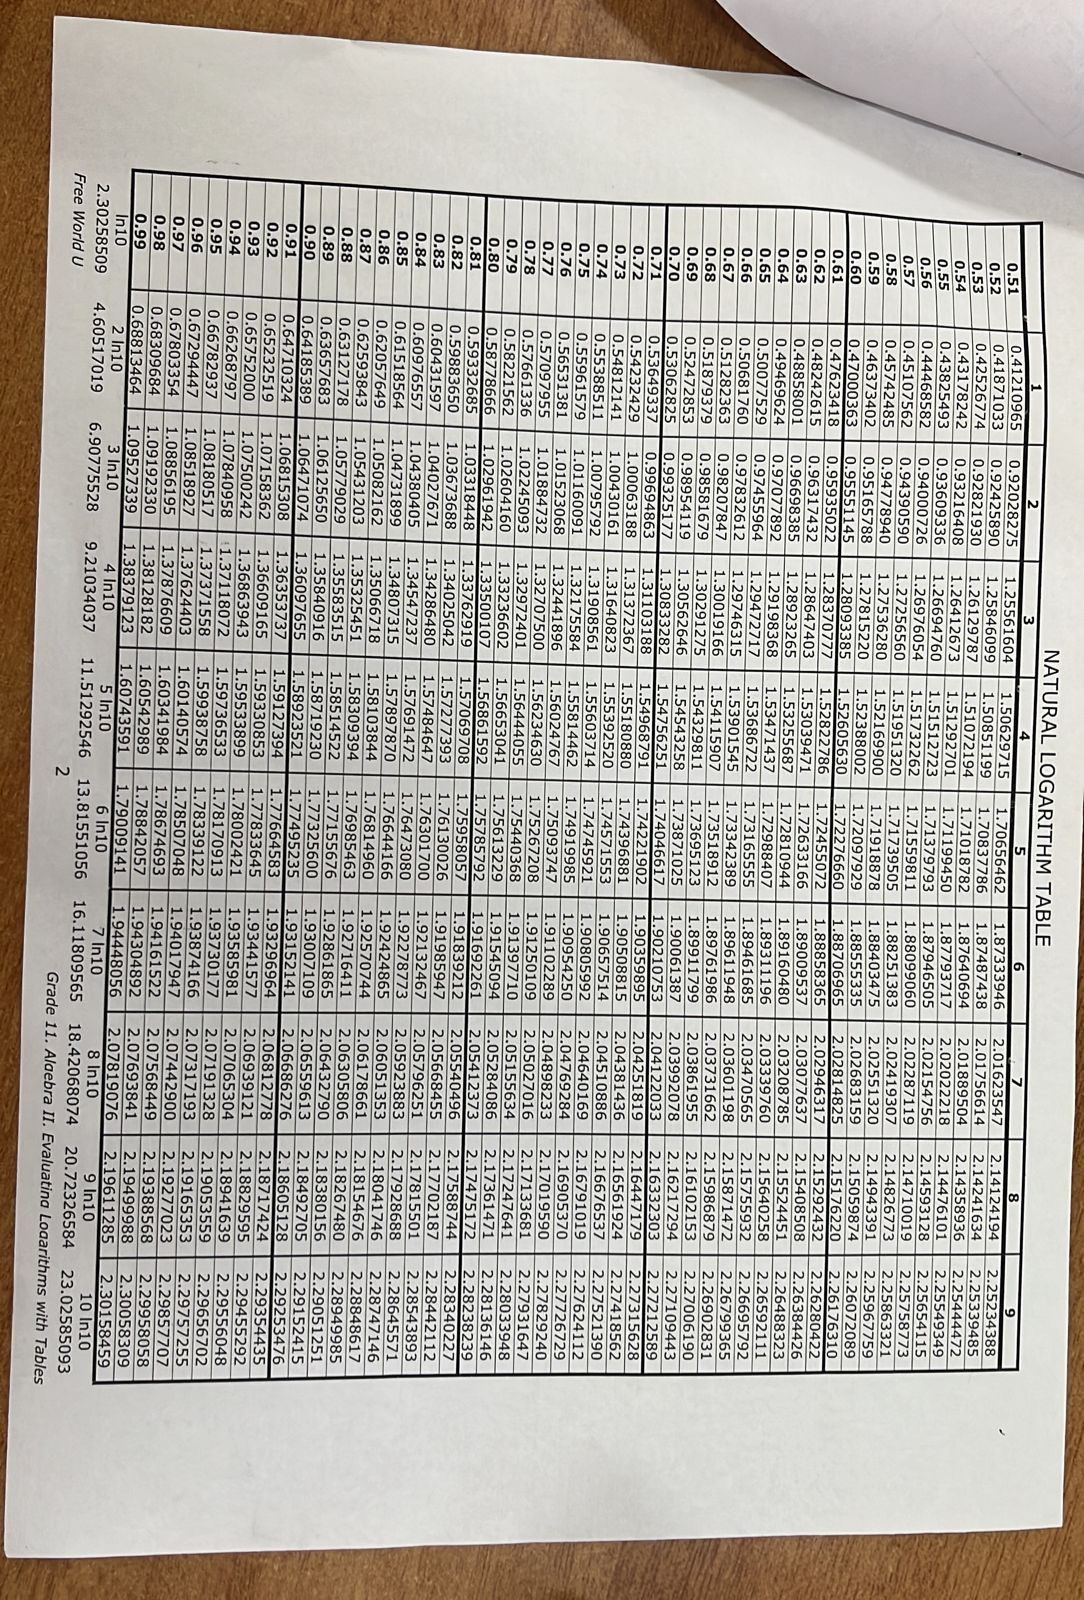 NATURAL LOGARITHM TABLE
1 2 3 4 5 6 7 8 9
0.51 0.41210965 0.92028275 1.25561604 1.50629715 1.70656462 1.87333946 2.01623547 2.14124194 2.25234388
0.52 0.41871033 0.92425890 1.25846099 1.50851199 1.70837786 1.87487438 2.01756614 2.14241634 2.25339485
0.53 0.42526774 0.92821930 1.26129787 1.51072194 1.71018782 1.87640694 2.01889504 2.14358936 2.25444472
0.54 0.43178242 0.93216408 1.26412673 1.51292701 1.71199450 1.87793717 2.02022218 2.14476101 2.25549349
0.55 0.43825493 0.93609336 1.26694760 1.51512723 1.71379793 1.87946505 2.02154756 2.14593128 2.25654115
0.56 0.44468582 0.94000726 1.26976054 1.51732262 1.71559811 1.88099060 2.02287119 2.14710019 2.25758773
0.57 0.45107562 0.94390590 1.27256560 1.51951320 1.71739505 1.88251383 2.02419307 2.14826773 2.25863321
0.58 0.45742485 0.94778940 1.27536280 1.52169900 1.71918878 1.88403475 2.02551320 2.14943391 2.25967759
0.59 0.46373402 0.95165788 1.27815220 1.52388002 1.72097929 1.88555335 2.02683159 2.15059874 2.26072089
0.60 0.47000363 0.95551145 1.28093385 1.52605630 1.72276660 1.88706965 2.02814825 2.15176220 2.26176310
0.61 0.47623418 0.95935022 1.28370777 1.52822786 1.72455072 1.88858365 2.02946317 2.15292432 2.26280422
0.62 0.48242615 0.96317432 1.28647403 1.53039471 1.72633166 1.89009537 2.03077637 2.15408508 2.26384426
0.63 0.48858001 0.96698385 1.28923265 1.53255687 1.72810944 1.89160480 2.03208785 2.15524451 2.26488323
0.64 0.49469624 0.97077892 1.29198368 1.53471437 1.72988407 1.89311196 2.03339760 2.15640258 2.26592111
0.65 0.50077529 0.97455964 1.29472717 1.53686722 1.73165555 1.89461685 2.03470565 2.15755932 2.26695792
0.66 0.50681760 0.97832612 1.29746315 1.53901545 1.73342389 1.89611948 2.03601198 2.15871472 2.26799365
0.67 0.51282363 0.98207847 1.30019166 1.54115907 1.73518912 1.89761986 2.03731662 2.15986879 2.26902831
0.68 0.51879379 0.98581679 1.30291275 1.54329811 1.73695123 1.89911799 2.03861955 2.16102153 2.27006190
0.69 0.52472853 0.98954119 1.30562646 1.54543258 1.73871025 1.90061387 2.03992078 2.16217294 2.27109443
0.70 0.53062825 0.99325177 1.30833282 1.54756251 1.74046617 1.90210753 2.04122033 2.16332303 2.27212589
0.71 0.53649337 0.99694863 1.31103188 1.54968791 1.74221902 1.90359895 2.04251819 2.16447179 2.27315628
0.72 0.54232429 1.00063188 1.31372367 1.55180880 1.74396881 1.90508815 2.04381436 2.16561924 2.27418562
0.73 0.54812141 1.00430161 1.31640823 1.55392520 1.74571553 1.90657514 2.04510886 2.16676537 2.27521390
0.74 0.55388511 1.00795792 1.31908561 1.55603714 1.74745921 1.90805992 2.04640169 2.16791019 2.27624112
0.75 0.55961579 1.01160091 1.32175584 1.55814462 1.74919985 1.90954250 2.04769284 2.16905370 2.27726729
0.76 0.56531381 1.01523068 1.32441896 1.56024767 1.75093747 1.91102289 2.04898233 2.17019590 2.27829240
0.77 0.57097955 1.01884732 1.32707500 1.56234630 1.75267208 1.91250109 2.05027016 2.17133681 2.27931647
0.78 0.57661336 1.02245093 1.32972401 1.56444055 1.75440368 1.91397710 2.05155634 2.17247641 2.28033948
0.79 0.58221562 1.02604160 1.33236602 1.56653041 1.75613229 1.91545094 2.05284086 2.17361471 2.28136146
0.80 0.58778666 1.02961942 1.33500107 1.56861592 1.75785792 1.91692261 2.05412373 2.17475172 2.28238239
0.81 0.59332685 1.03318448 1.33762919 1.57069708 1.75958057 1.91839212 2.05540496 2.17588744 2.28340227
0.82 0.59883650 1.03673688 1.34025042 1.57277393 1.76130026 1.91985947 2.05668455 2.17702187 2.28442112
0.83 0.60431597 1.04027671 1.34286480 1.57484647 1.76301700 1.92132467 2.05796251 2.17815501 2.28543893
0.84 0.60976557 1.04380405 1.34547237 1.57691472 1.76473080 1.92278773 2.05923883 2.17928688 2.28645571
0.85 0.61518564 1.04731899 1.34807315 1.57897870 1.76644166 1.92424865 2.06051353 2.18041746 2.28747146
0.86 0.62057649 1.05082162 1.35066718 1.58103844 1.76814960 1.92570744 2.06178661 2.18154676 2.28848617
0.87 0.62593843 1.05431203 1.35325451 1.58309394 1.76985463 1.92716411 2.06305806 2.18267480 2.28949985
0.88 0.63127178 1.05779029 1.35583515 1.58514522 1.77155676 1.92861865 2.06432790 2.18380156 2.29051251
0.89 0.63657683 1.06125650 1.35840916 1.58719230 1.77325600 1.93007109 2.06559613 2.18492705 2.29152415
0.90 0.64185389 1.06471074 1.36097655 1.58923521 1.77495235 1.93152141 2.06686276 2.18605128 2.29253476
0.91 0.64710324 1.06815308 1.36353737 1.59127394 1.77664583 1.93296964 2.06812778 2.18717424 2.29354435
0.92 0.65232519 1.07158362 1.36609165 1.59330853 1.77833645 1.93441577 2.06939121 2.18829595 2.29455292
0.93 0.65752000 1.07500242 1.36863943 1.59533899 1.78002421 1.93585981 2.07065304 2.18941639 2.29556048
0.94 0.66268797 1.07840958 1.37118072 1.59736533 1.78170913 1.93730177 2.07191328 2.19053559 2.29656702
0.95 0.66782937 1.08180517 1.37371558 1.59938758 1.78339122 1.93874166 2.07317193 2.19165353 2.29757255
0.96 0.67294447 1.08518927 1.37624403 1.60140574 1.78507048 1.94017947 2.07442900 2.19277023 2.29857707
0.97 0.67803354 1.08856195 1.37876609 1.60341984 1.78674693 1.94161522 2.07568449 2.19388568 2.29958058
0.98 0.68309684 1.09192330 1.38128182 1.60542989 1.78842057 1.94304892 2.07693841 2.19499988 2.30058309
0.99 0.68813464 1.09527339 1.38379123 1.60743591 1.79009141 1.94448056 2.07819076 2.19611285 2.30158459
ln10 2 ln10 3 ln10 4 ln10 5 ln10 6 ln10 7 ln10 8 ln10 9 ln10 10 ln10
2.30258509 4.60517019 6.90775528 9.21034037 11.51292546 13.81551056 16.11809565 18.42068074 20.72326584 23.02585093
Free World U 2 Grade 11. Algebra II. Evaluating Logarithms with Tables